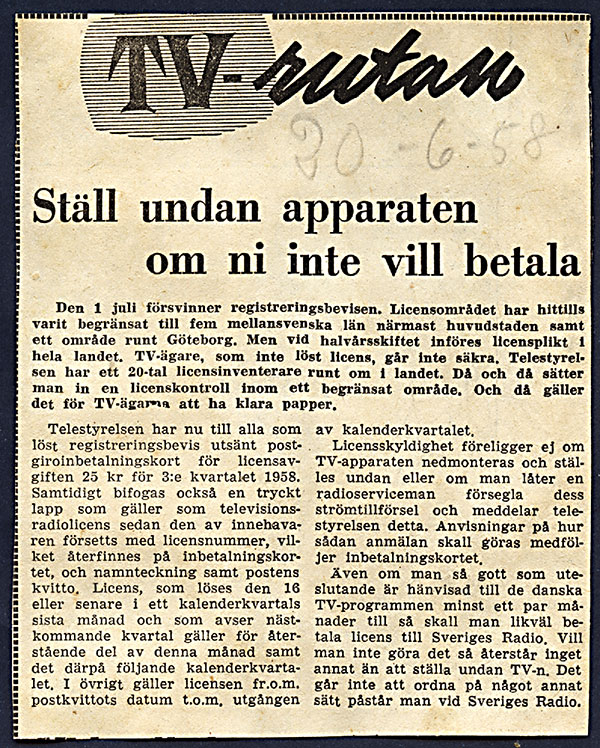 TV-rutan
30-6-58
Ställ undan apparaten
om ni inte vill betala
Den 1 juli försvinner registreringsbevisen. Licensområdet har hittills
varit begränsat till fem mellansvenska län närmast huvudstaden samt
ett område runt Göteborg. Men vid halvårsskiftet införes licensplikt i
hela landet. TV-ägare, som inte löst licens, går inte säkra. Telestyrel-
sen har ett 20-tal licensinventerare runt om i landet. Då och då sätter
man in en licenskontroll inom ett begränsat område. Och då gäller
det för TV-ägarna att ha klara papper.
Telestyrelsen har nu till alla som
löst registreringsbevis utsänt post-
giroinbetalningskort för licensav-
giften 25 kr för 3:e kvartalet 1958.
Samtidigt bifogas också en tryckt
lapp som gäller som televisions-
radiolicens sedan den av innehava-
ren försetts med licensnummer, vil-
ket återfinnes på inbetalningskor-
tet, och namnteckning samt postens
kvitto. Licens, som löses den 16
eller senare i ett kalenderkvartals
sista månad och som avser näst-
kommande kvartal gäller för åter-
stående del av denna månad samt
det därpå följande kalenderkvarta-
let. I övrigt gäller licensen fr.o.m.
postkvittots datum t.o.m. utgången
av kalenderkvartalet.
Licensskyldighet föreligger ej om
TV-apparaten nedmonteras och stäl-
les undan eller om man låter en
radioserviceman försegla dess
strömtillförsel och meddelar tele-
styrelsen detta. Anvisningar på hur
sådan anmälan skall göras medföl-
jer inbetalningskortet.
Även om man så gott som ute-
slutande är hänvisad till de danska
TV-programmen minst ett par må-
nader till så skall man likväl be-
tala licens till Sveriges Radio. Vill
man inte göra det så återstår inget
annat än att ställa undan TV-n. Det
går inte att ordna på något annat
sätt påstår man vid Sveriges Radio.